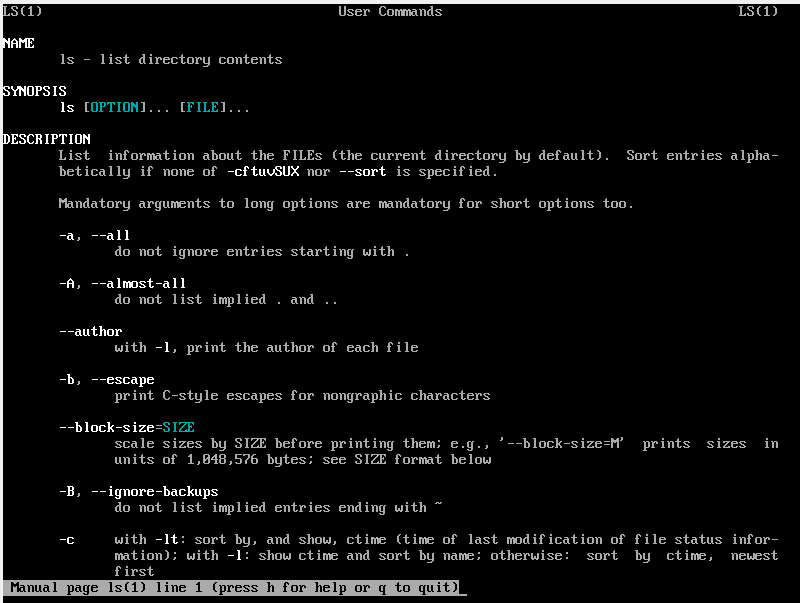 LS(1)                                     User Commands                                     LS(1)
NAME
ls - list directory contents
SYNOPSIS
ls [OPTION]... [FILE]...
DESCRIPTION
List  information about the FILEs (the current directory by default).  Sort entries alpha-
betically if none of -cftuvSUX nor --sort is specified.
Mandatory arguments to long options are mandatory for short options too.
-a, --all
do not ignore entries starting with .
-A, --almost-all
do not list implied . and ..
--author
with -l, print the author of each file
-b, --escape
print C-style escapes for nongraphic characters
--block-size=SIZE
scale sizes by SIZE before printing them; e.g., '--block-size=M'  prints  sizes  in
units of 1,048,576 bytes; see SIZE format below
-B, --ignore-backups
do not list implied entries ending with ~
-c     with -lt: sort by, and show, ctime (time of last modification of file status infor-
mation); with -l: show ctime and sort by name; otherwise:  sort  by  ctime,  newest
first
Manual page ls(1) line 1 (press h for help or q to quit)